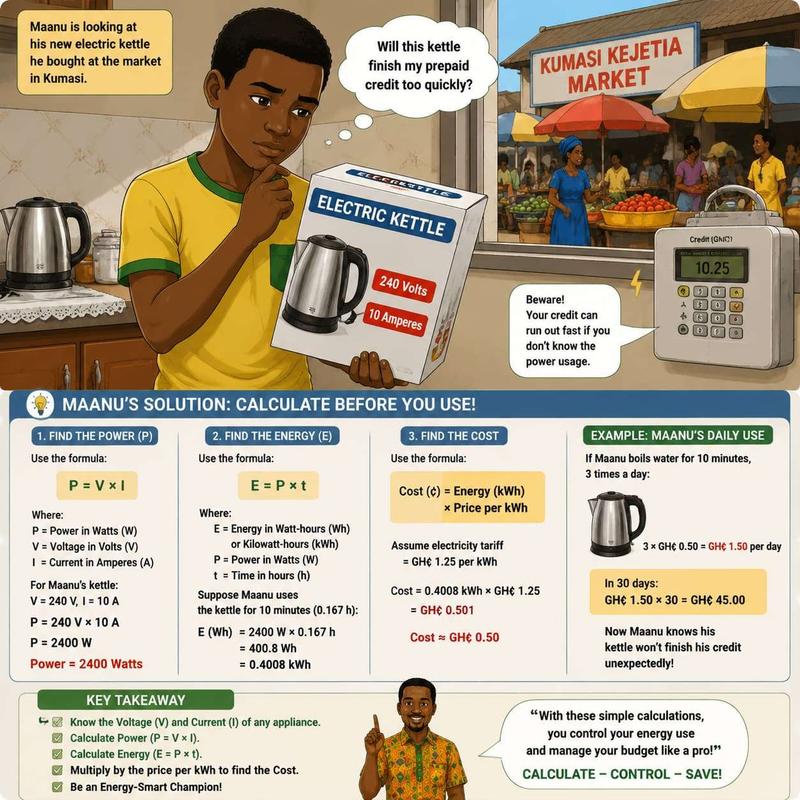 Maanu is looking at
his new electric kettle
he bought at the market
in Kumasi.
Will this kettle
finish my prepaid
credit too quickly?
KUMASI KEJETIA
MARKET
ELECTRIC KETTLE
240 Volts
10 Amperes
10.25
Beware!
Your credit can
run out fast if you
don't know the
power usage.
MAANU'S SOLUTION: CALCULATE BEFORE YOU USE!
1. FIND THE POWER (P)
Use the formula:
P = V × I
Where:
P = Power in Watts (W)
V = Voltage in Volts (V)
I = Current in Amperes (A)
For Maanu's kettle:
V = 240 V, I = 10 A
P = 240 V × 10 A
P = 2400 W
Power = 2400 Watts
2. FIND THE ENERGY (E)
Use the formula:
E = P × t
Where:
E = Energy in Watt-hours (Wh)
or Kilowatt-hours (kWh)
P = Power in Watts (W)
t = Time in hours (h)
Suppose Maanu uses
the kettle for 10 minutes (0.167 h):
E (Wh) = 2400 W × 0.167 h
= 400.8 Wh
= 0.4008 kWh
3. FIND THE COST
Use the formula:
Cost (¢) = Energy (kWh)
× Price per kWh
Assume electricity tariff
= GH¢ 1.25 per kWh
Cost = 0.4008 kWh × GH¢ 1.25
= GH¢ 0.501
Cost ≈ GH¢ 0.50
EXAMPLE: MAANU'S DAILY USE
If Maanu boils water for 10 minutes,
3 times a day:
3 × GH¢ 0.50 = GH¢ 1.50 per day
In 30 days:
GH¢ 1.50 × 30 = GH¢ 45.00
Now Maanu knows his
kettle won't finish his credit
unexpectedly!
KEY TAKEAWAY
Know the Voltage (V) and Current (I) of any appliance.
Calculate Power (P = V × I).
Calculate Energy (E = P × t).
Multiply by the price per kWh to find the Cost.
Be an Energy-Smart Champion!
"With these simple calculations,
you control your energy use
and manage your budget like a pro!"
CALCULATE – CONTROL – SAVE!